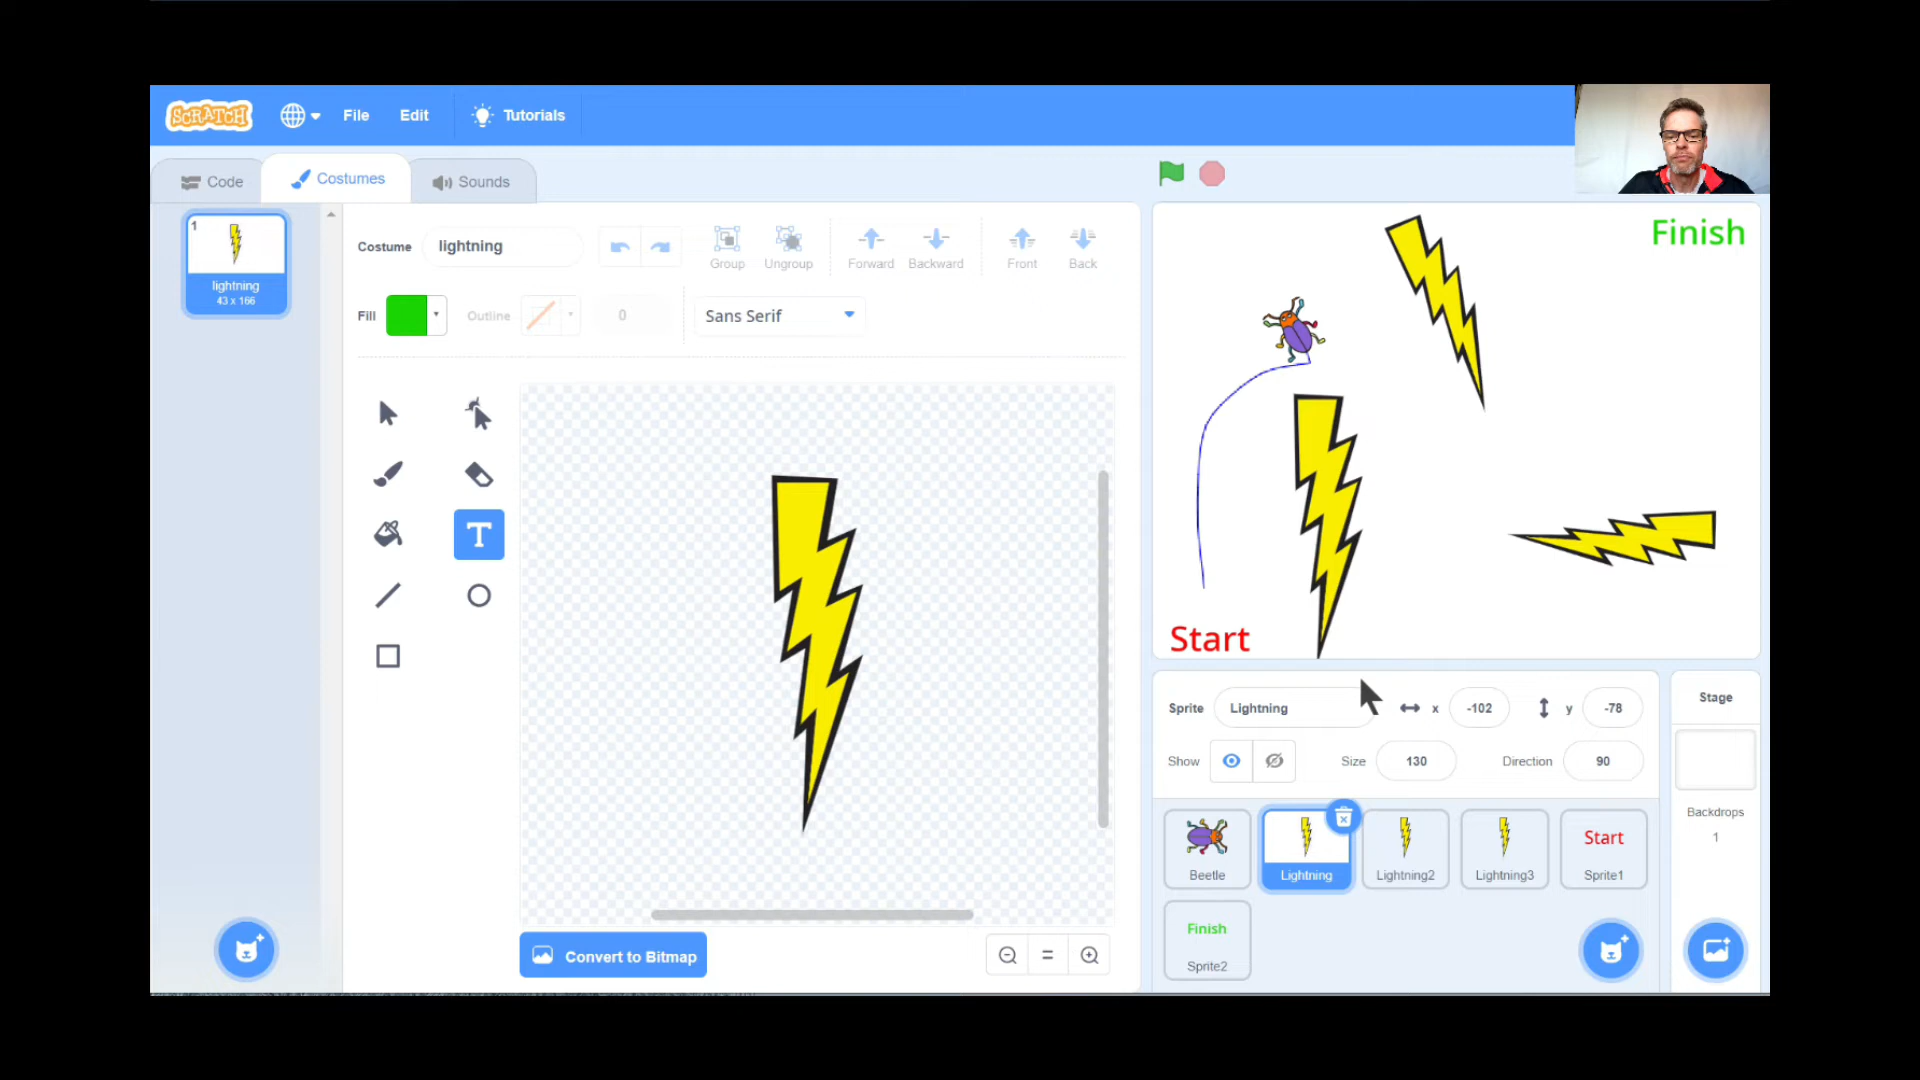 SCRATCH
File
Edit
Tutorials
Code
Costumes
Sounds
1
lightning
43 x 166
Costume
lightning
Group
Ungroup
Forward
Backward
Front
Back
Fill
Outline
0
Sans Serif
T
Convert to Bitmap
Finish
Start
Sprite
Lightning
x
-102
y
-78
Show
Size
130
Direction
90
Beetle
Lightning
Lightning2
Lightning3
Start
Sprite1
Finish
Sprite2
Stage
Backdrops
1